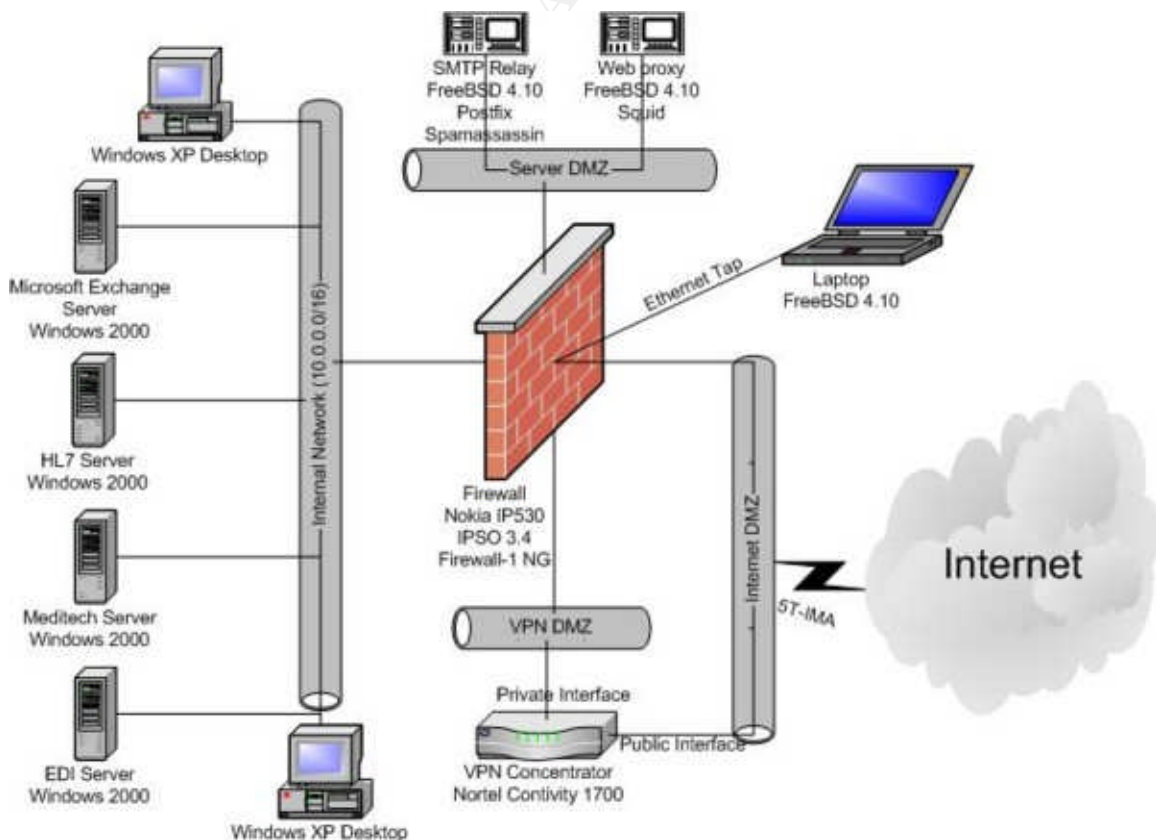 SMTP Relay
FreeBSD 4.10
Postfix
Spamassassin
Web proxy
FreeBSD 4.10
Squid
Windows XP Desktop
Server DMZ
Microsoft Exchange
Server
Windows 2000
Internal Network (10.0.0.0/16)
Ethernet Tap
Laptop
FreeBSD 4.10
HL7 Server
Windows 2000
Firewall
Nokia IP530
IPSO 3.4
Firewall-1 NG
Internet DMZ
5T-IMA
Internet
Meditech Server
Windows 2000
VPN DMZ
Private Interface
Public Interface
VPN Concentrator
Nortel Contivity 1700
EDI Server
Windows 2000
Windows XP Desktop